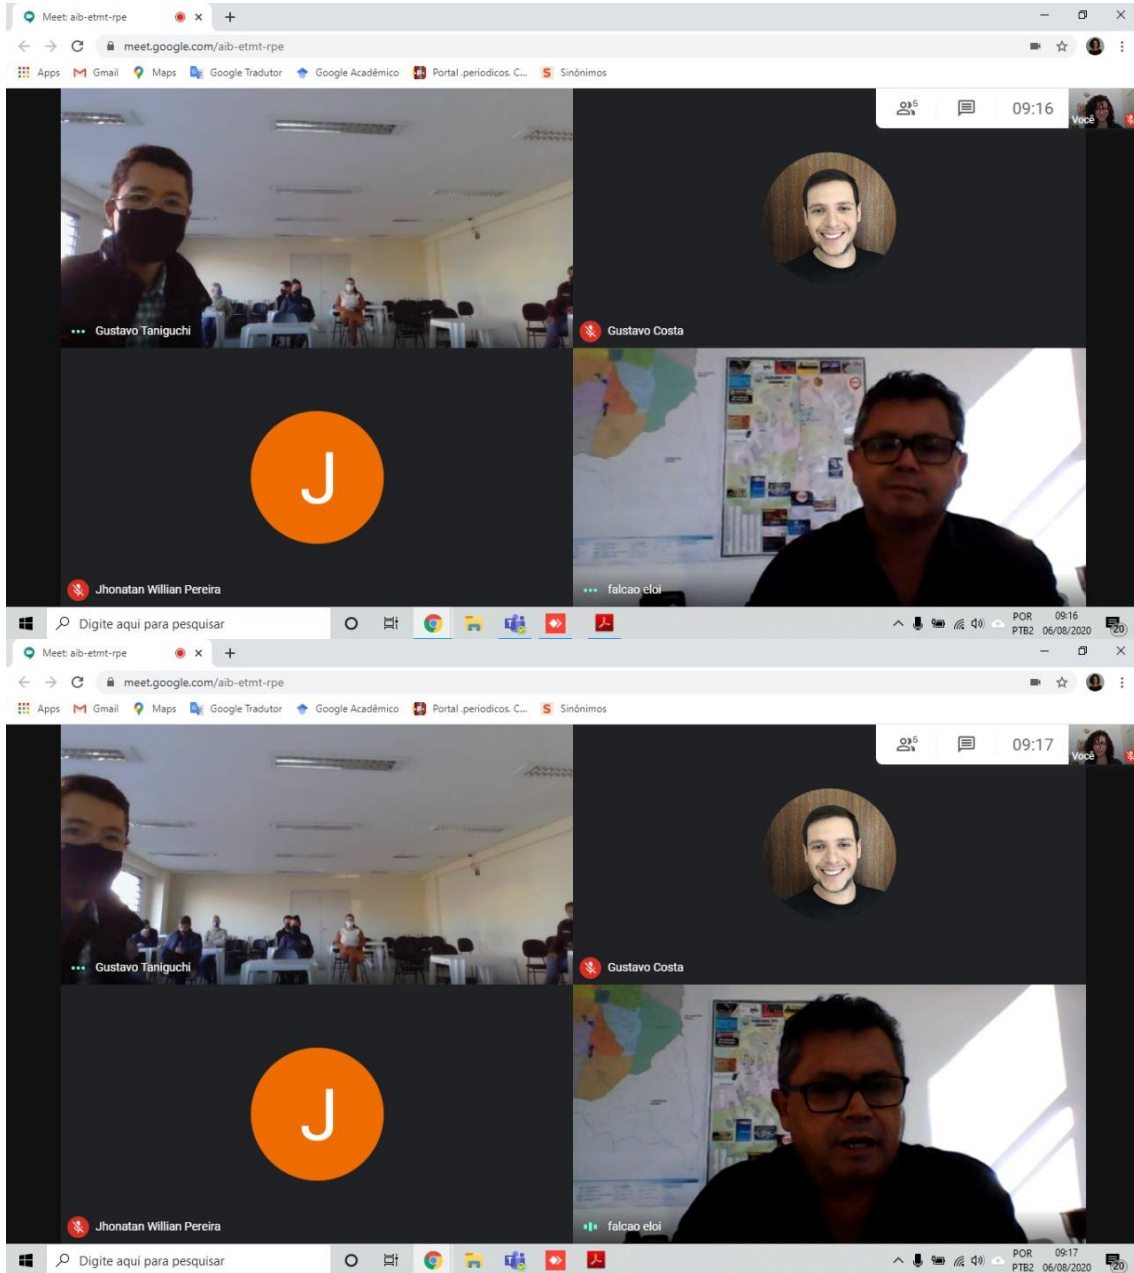 Meet: aib-etmt-rpe
meet.google.com/aib-etmt-rpe
Apps Gmail Maps Google Tradutor Google Acadêmico Portal .periodicos. C... S Sinônimos
5 09:16 Você
Gustavo Taniguchi
Gustavo Costa
J
Jhonatan Willian Pereira
falcao eloi
Digite aqui para pesquisar
POR 09:16
PTB2 06/08/2020 20
Meet: aib-etmt-rpe
meet.google.com/aib-etmt-rpe
Apps Gmail Maps Google Tradutor Google Acadêmico Portal .periodicos. C... S Sinônimos
5 09:17 Você
Gustavo Taniguchi
Gustavo Costa
J
Jhonatan Willian Pereira
falcao eloi
Digite aqui para pesquisar
POR 09:17
PTB2 06/08/2020 20